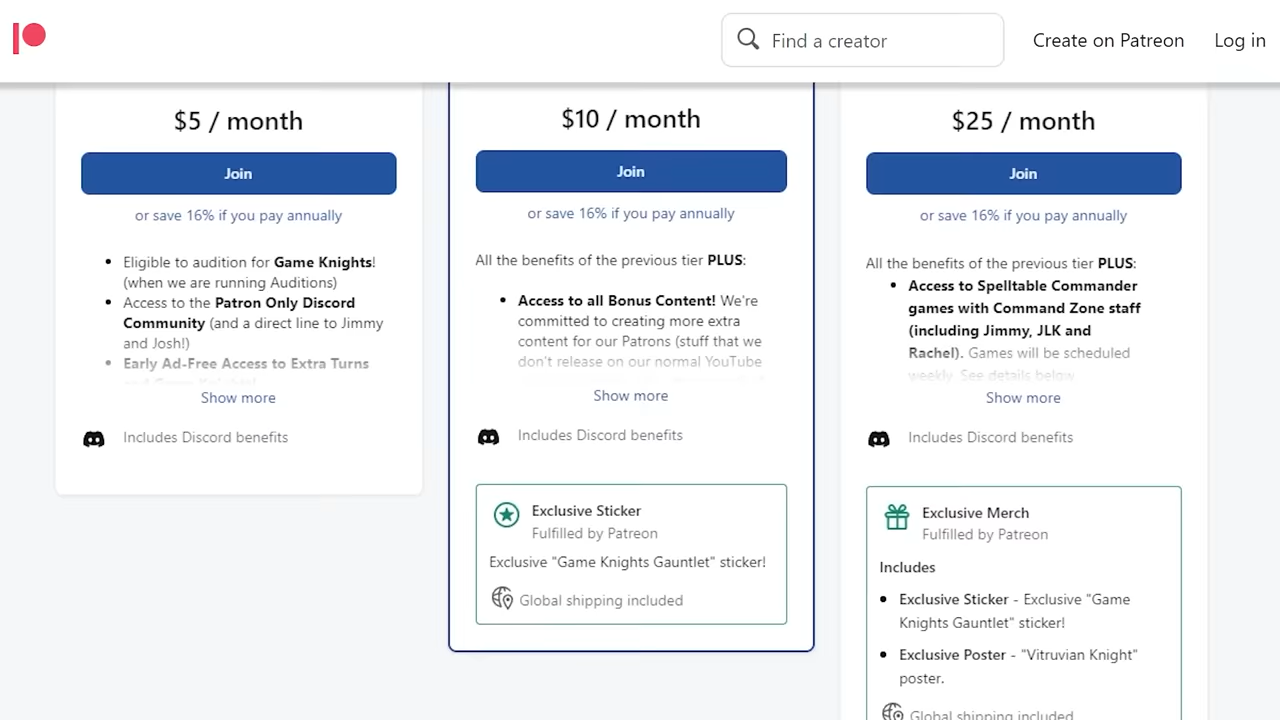 Find a creator
Create on Patreon
Log in
$5 / month
Join
or save 16% if you pay annually
• Eligible to audition for Game Knights!
(when we are running Auditions)
• Access to the Patron Only Discord
Community (and a direct line to Jimmy
and Josh!)
• Early Ad-Free Access to Extra Turns
Show more
Includes Discord benefits
$10 / month
Join
or save 16% if you pay annually
All the benefits of the previous tier PLUS:
• Access to all Bonus Content! We're
committed to creating more extra
content for our Patrons (stuff that we
don't release on our normal YouTube
Show more
Includes Discord benefits
Exclusive Sticker
Fulfilled by Patreon
Exclusive "Game Knights Gauntlet" sticker!
Global shipping included
$25 / month
Join
or save 16% if you pay annually
All the benefits of the previous tier PLUS:
• Access to Spelltable Commander
games with Command Zone staff
(including Jimmy, JLK and
Rachel). Games will be scheduled
weekly. See details below
Show more
Includes Discord benefits
Exclusive Merch
Fulfilled by Patreon
Includes
• Exclusive Sticker - Exclusive "Game
Knights Gauntlet" sticker!
• Exclusive Poster - "Vitruvian Knight"
poster.
Global shipping included